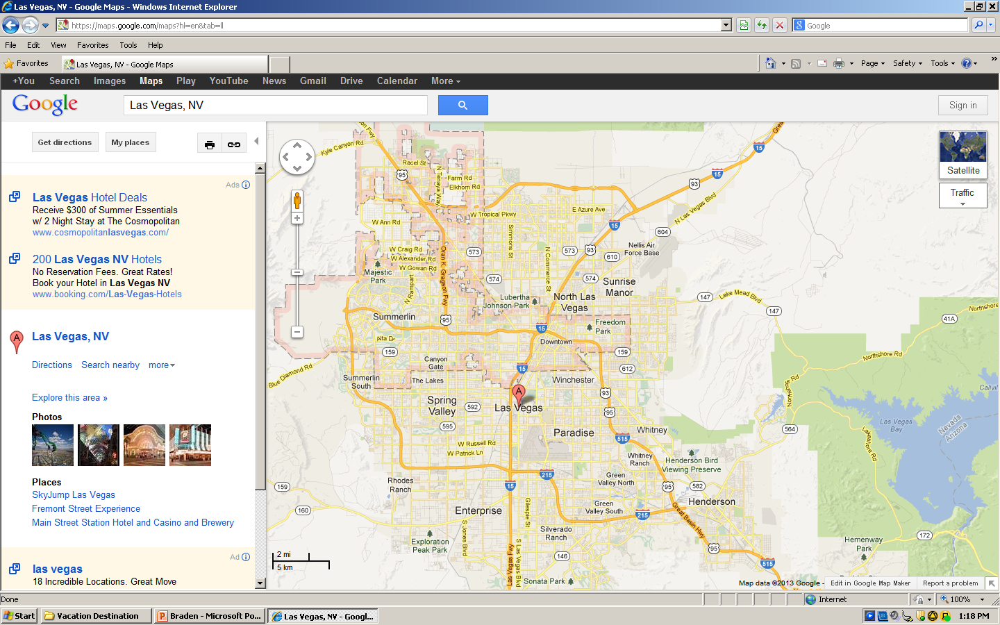 Las Vegas, NV - Google Maps - Windows Internet Explorer
https://maps.google.com/maps?hl=en&tab=ll
Google
File Edit View Favorites Tools Help
Favorites
Las Vegas, NV - Google Maps
Page Safety Tools
+You Search Images Maps Play YouTube News Gmail Drive Calendar More
Google
Las Vegas, NV
Sign in
Get directions
My places
Ads
Las Vegas Hotel Deals
Receive $300 of Summer Essentials
w/ 2 Night Stay at The Cosmopolitan
www.cosmopolitanlasvegas.com/
200 Las Vegas NV Hotels
No Reservation Fees. Great Rates!
Book your Hotel in Las Vegas NV
www.booking.com/Las-Vegas-Hotels
A
Las Vegas, NV
Directions Search nearby more
Explore this area »
Photos
Places
SkyJump Las Vegas
Fremont Street Experience
Main Street Station Hotel and Casino and Brewery
Ad
las vegas
18 Incredible Locations. Great Move
Satellite
Traffic
Kyle Canyon Rd
Racel St
95
N Tenaya Way
Farm Rd
Elkhorn Rd
15
15
93
N Las Vegas Blvd
W Tropical Pkwy
E Azure Ave
W Ann Rd
Simmons St
15
604
93
573
573
Nellis Air
Force Base
610
W Craig Rd
W Alexander Rd
W Gowan Rd
Oran K. Gragson Fwy
N Commerce St
Majestic
Park
N Rampart
574
574
Sunrise
Manor
Lubertha
Johnson Park
North Las
Vegas
147
Lake Mead Blvd
147
Northshore
41A
Summerlin
95
15
Freedom
Park
Alta Dr
Downtown
159
159
Northshore Rd
Canyon
Gate
15
612
Blue Diamond Rd
Summerlin
South
The Lakes
Winchester
A
93
Spring
Valley
592
Las Vegas
95
595
Paradise
Whitney
515
564
Las Vegas
Bay
Nevada
Arizona
Lakeshore Rd
W Russell Rd
W Patrick Ln
Whitney
Ranch
Henderson Bird
Viewing Preserve
215
Rhodes
Ranch
15
Green
Valley North
95
582
159
160
Enterprise
Gillespie St
Green
Valley South
215
Henderson
Great Basin Hwy
S Jones Blvd
Silverado
Ranch
Exploration
Peak Park
Las Vegas Fwy
S Las Vegas Blvd
146
95
172
Hemenway
Park
515
Sonata Park
2 mi
5 km
Map data ©2013 Google -
Edit in Google Map Maker
Report a problem
Done
Internet
100%
Start
Vacation Destination
Braden - Microsoft Po...
Las Vegas, NV - Googl...
1:18 PM